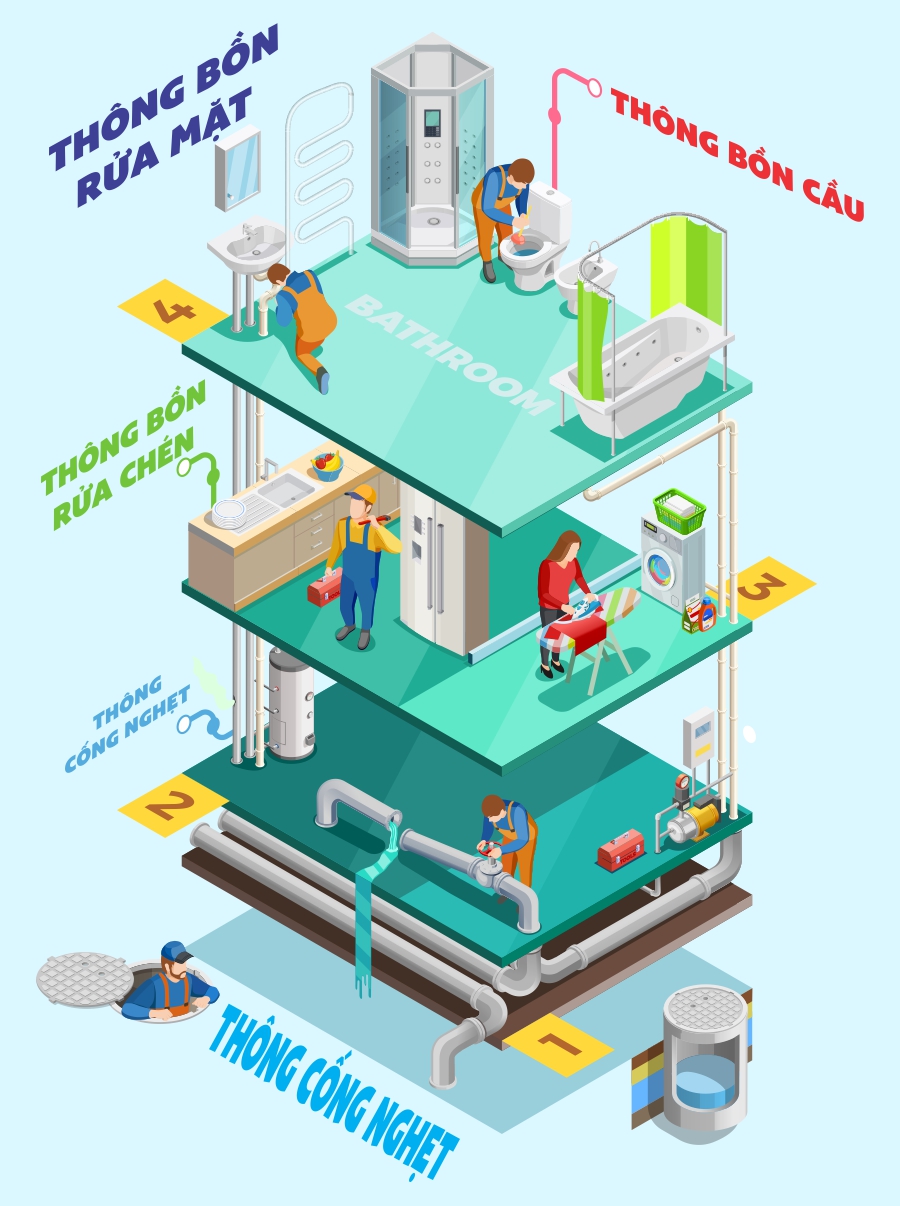 THÔNG BỒN
RỬA MẶT
THÔNG BỒN CẦU
4
BATHROOM
THÔNG BỒN
RỬA CHÉN
3
THÔNG
CỐNG NGHẸT
2
1
THÔNG CỐNG NGHẸT